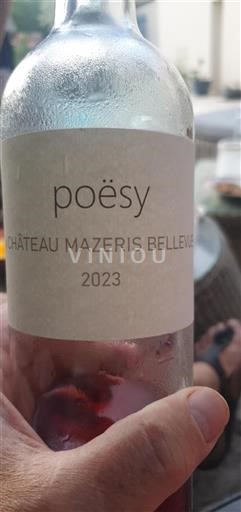 poësy
CHÂTEAU MAZERIS BELLEVUE
VINIOU
2023